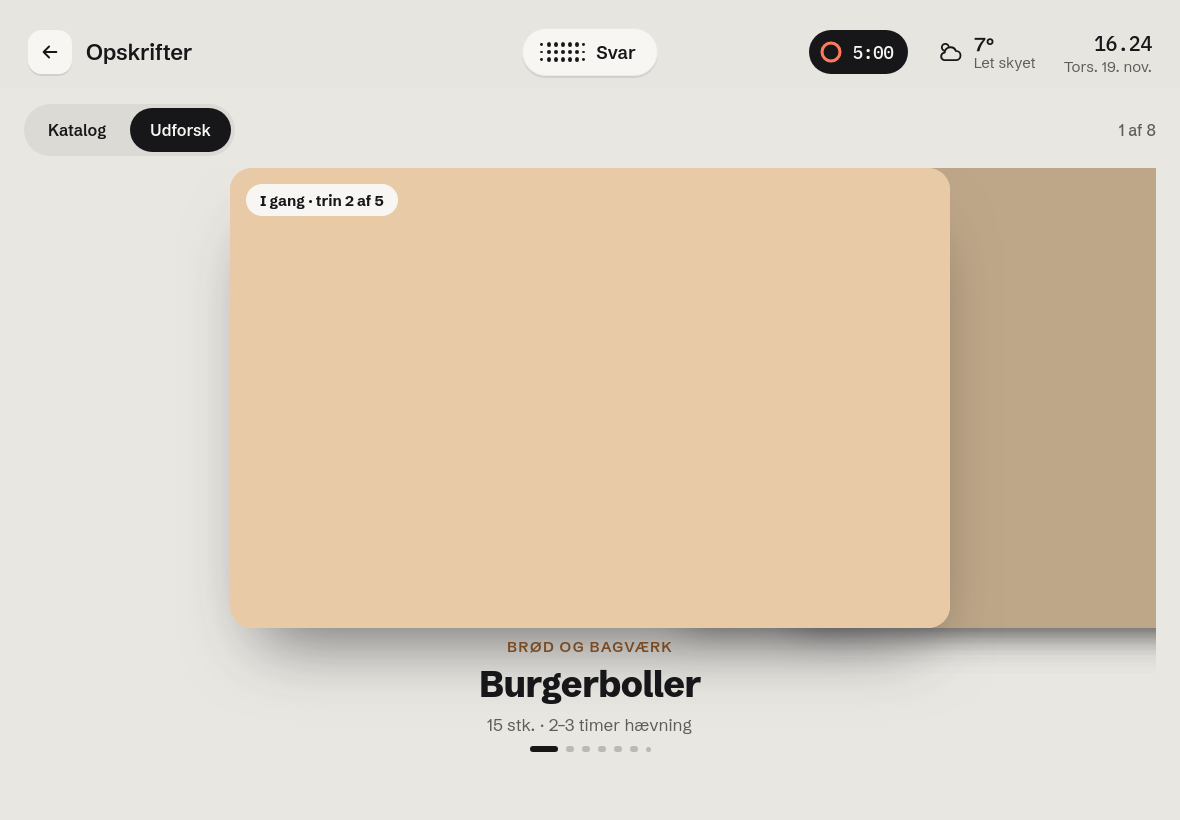 Opskrifter
Svar
5:00
7°
Let skyet
16.24
Tors. 19. nov.
Katalog
Udforsk
1 af 8
I gang · trin 2 af 5
BRØD OG BAGVÆRK
Burgerboller
15 stk. · 2–3 timer hævning